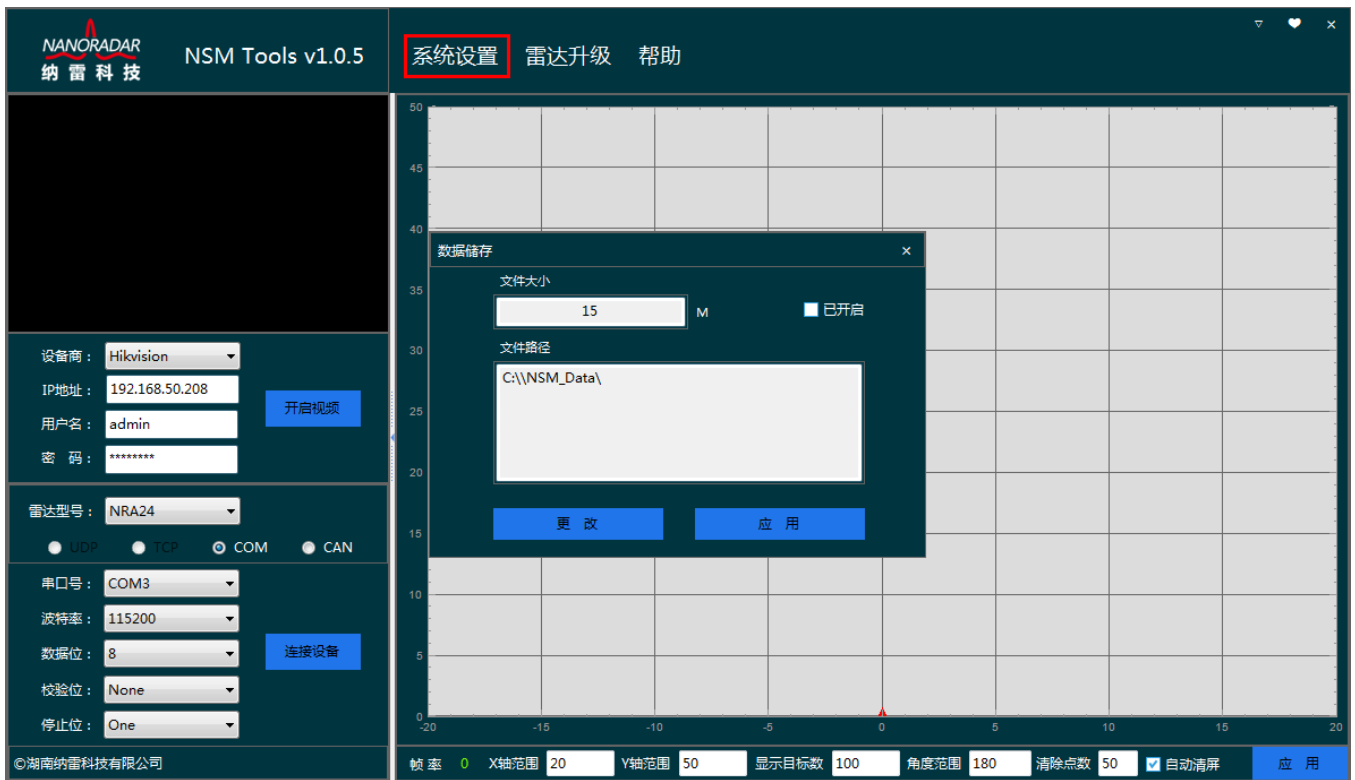 NANORADAR
纳雷科技
NSM Tools v1.0.5
系统设置 雷达升级 帮助
设备商： Hikvision
IP地址： 192.168.50.208
用户名： admin
密 码： ********
开启视频
雷达型号： NRA24
UDP TCP COM CAN
串口号： COM3
波特率： 115200
数据位： 8
校验位： None
停止位： One
连接设备
©湖南纳雷科技有限公司
50
45
40
35
30
25
20
15
10
5
0
-20 -15 -10 -5 0 5 10 15 20
数据储存 ×
文件大小
15 M
已开启
文件路径
C:\\NSM_Data\
更 改
应 用
帧 率 0 X轴范围 20 Y轴范围 50 显示目标数 100 角度范围 180 清除点数 50 自动清屏 应 用